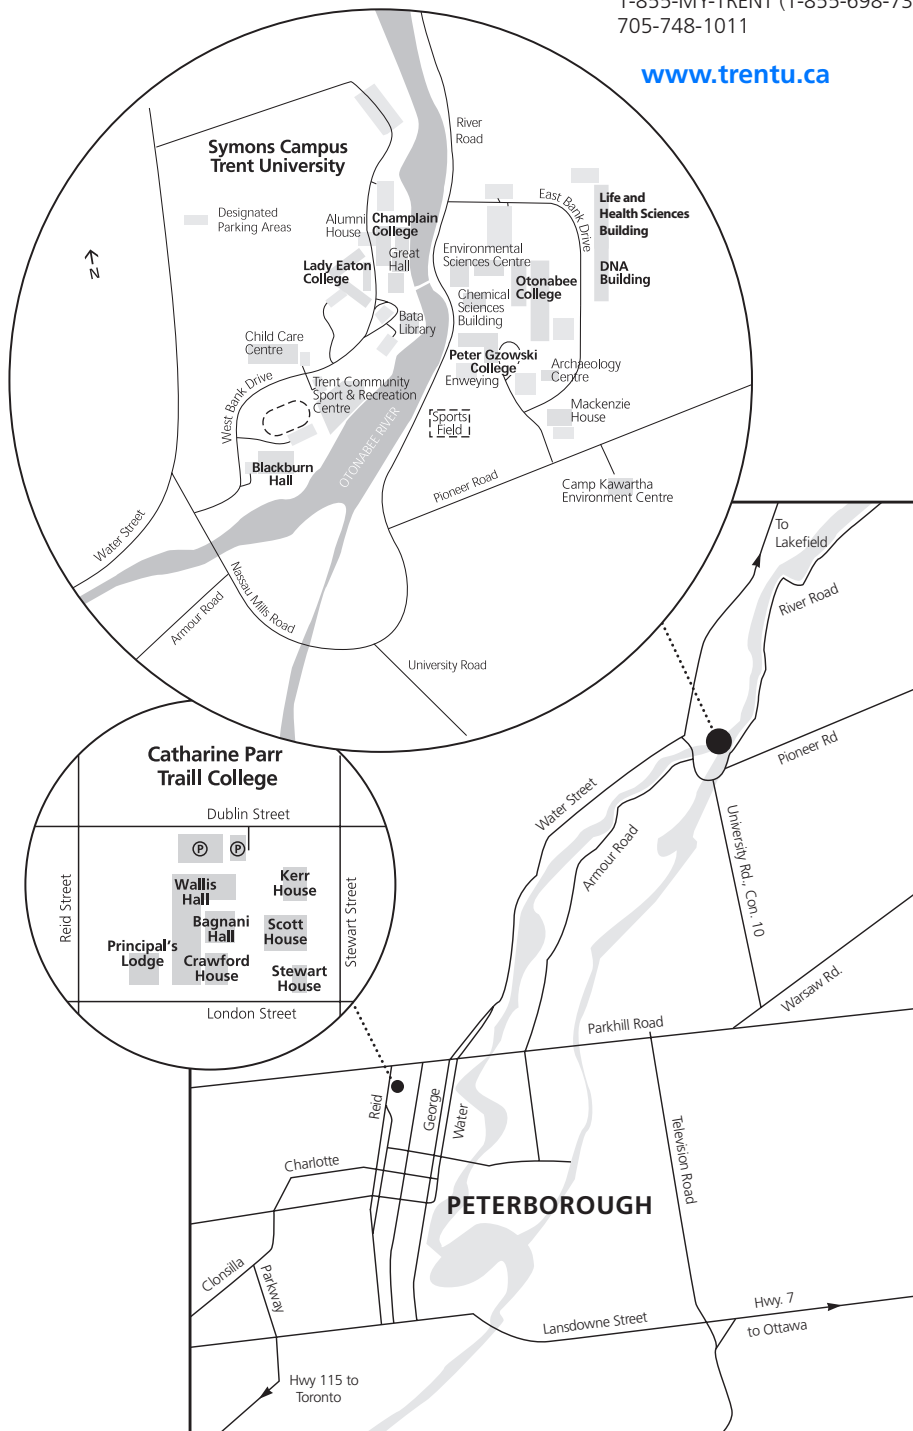 705-748-1011
www.trentu.ca
River
Road
Symons Campus
Trent University
Designated
Parking Areas
Alumni
House
Champlain
College
Great
Hall
Lady Eaton
College
East Bank Drive
Life and
Health Sciences
Building
DNA
Building
Environmental
Sciences Centre
Otonabee
College
Chemical
Sciences
Building
N
Bata
Library
Child Care
Centre
Peter Gzowski
College
Enweying
Archaeology
Centre
West Bank Drive
Trent Community
Sport & Recreation
Centre
Mackenzie
House
Sports
Field
OTONABEE RIVER
Blackburn
Hall
Pioneer Road
Camp Kawartha
Environment Centre
Water Street
Nassau Mills Road
Armour Road
University Road
To
Lakefield
River Road
Pioneer Rd
Water Street
Armour Road
University Rd., Con. 10
Warsaw Rd.
Catharine Parr
Traill College
Dublin Street
P
P
Reid Street
Stewart Street
Wallis
Hall
Kerr
House
Bagnani
Hall
Scott
House
Principal's
Lodge
Crawford
House
Stewart
House
London Street
Parkhill Road
Reid
George
Water
Television Road
Charlotte
PETERBOROUGH
Clonsilla
Parkway
Lansdowne Street
Hwy. 7
to Ottawa
Hwy 115 to
Toronto